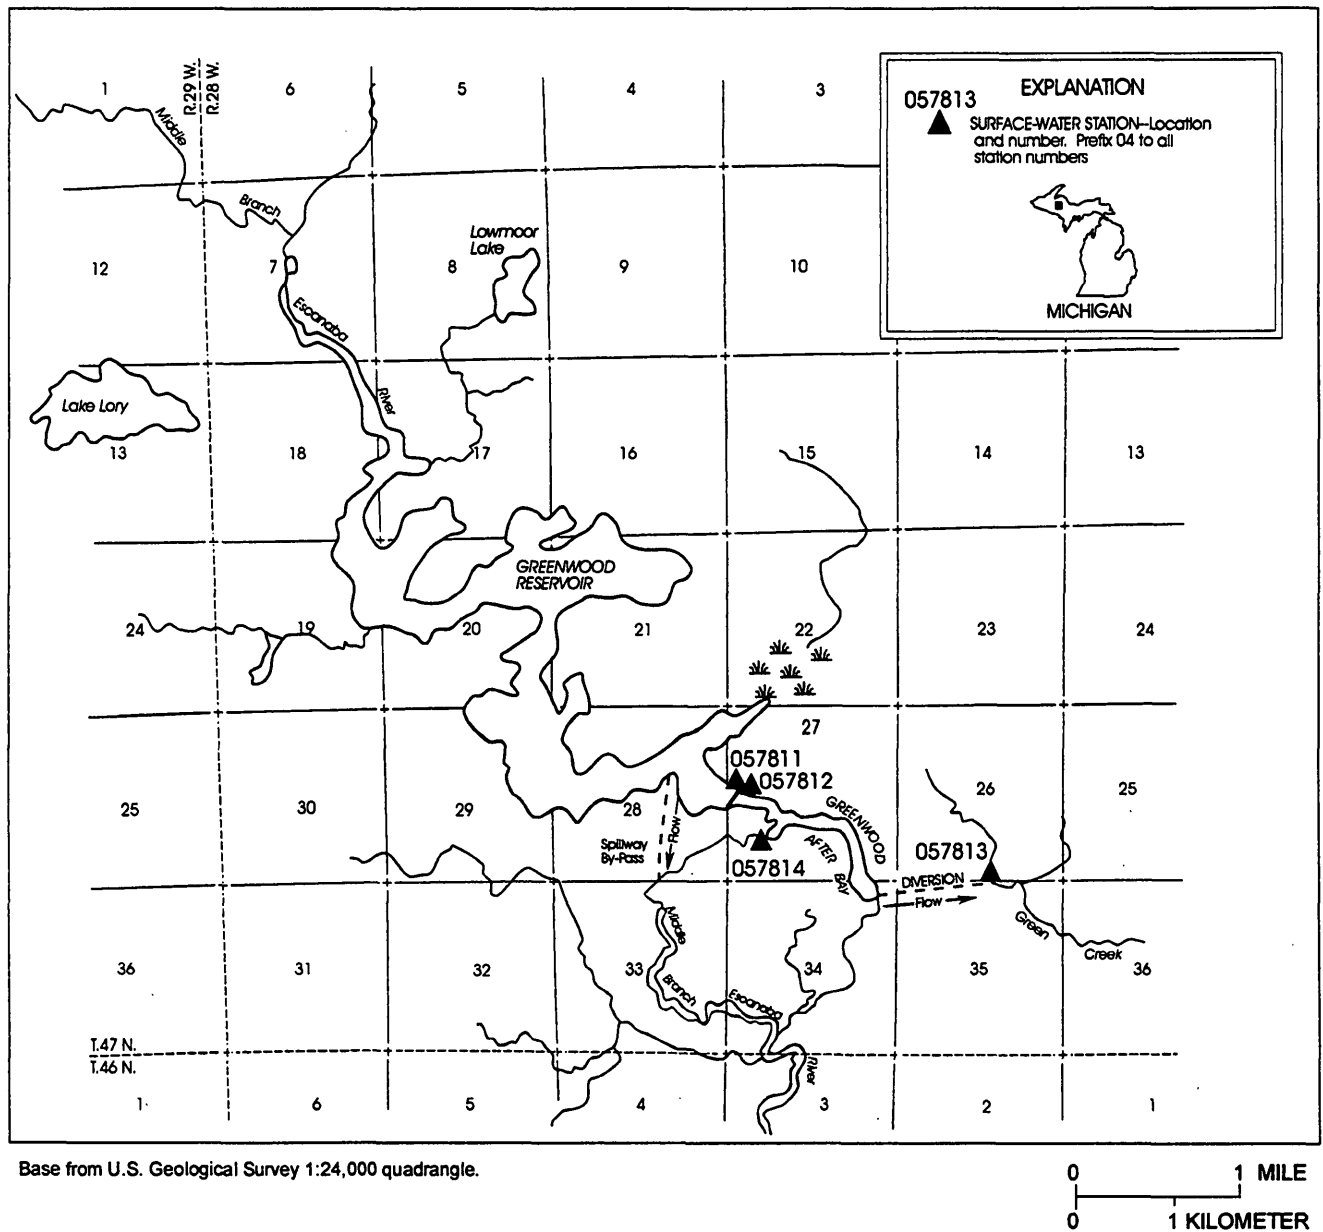 1
R.29 W.
R.28 W.
6
5
4
3
EXPLANATION
057813
SURFACE-WATER STATION--Location
and number. Prefix 04 to all
station numbers
MICHIGAN
Middle
Branch
Lowmoor
Lake
12
7
8
9
10
Escanaba
River
Lake Lory
13
18
17
16
15
14
13
GREENWOOD
RESERVOIR
24
19
20
21
22
23
24
27
057811
057812
25
30
29
28
26
25
GREENWOOD
AFTER
BAY
Spillway
By-Pass
Flow
057814
057813
DIVERSION
Flow
Green
Creek
Middle
Branch
Escanaba
River
36
31
32
33
34
35
36
T.47 N.
T.46 N.
1
6
5
4
3
2
1
Base from U.S. Geological Survey 1:24,000 quadrangle.
0 1 MILE
0 1 KILOMETER